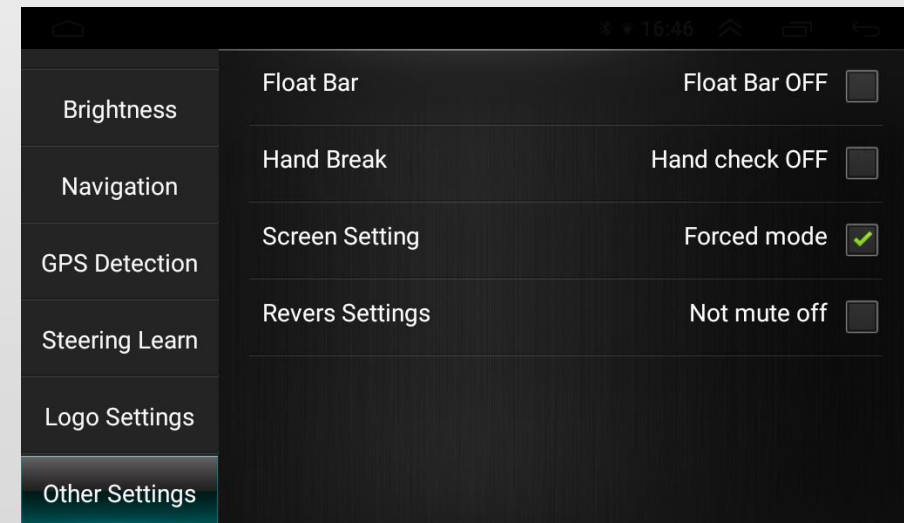 16:46
Brightness
Navigation
GPS Detection
Steering Learn
Logo Settings
Other Settings
Float Bar Float Bar OFF
Hand Break Hand check OFF
Screen Setting Forced mode
Revers Settings Not mute off